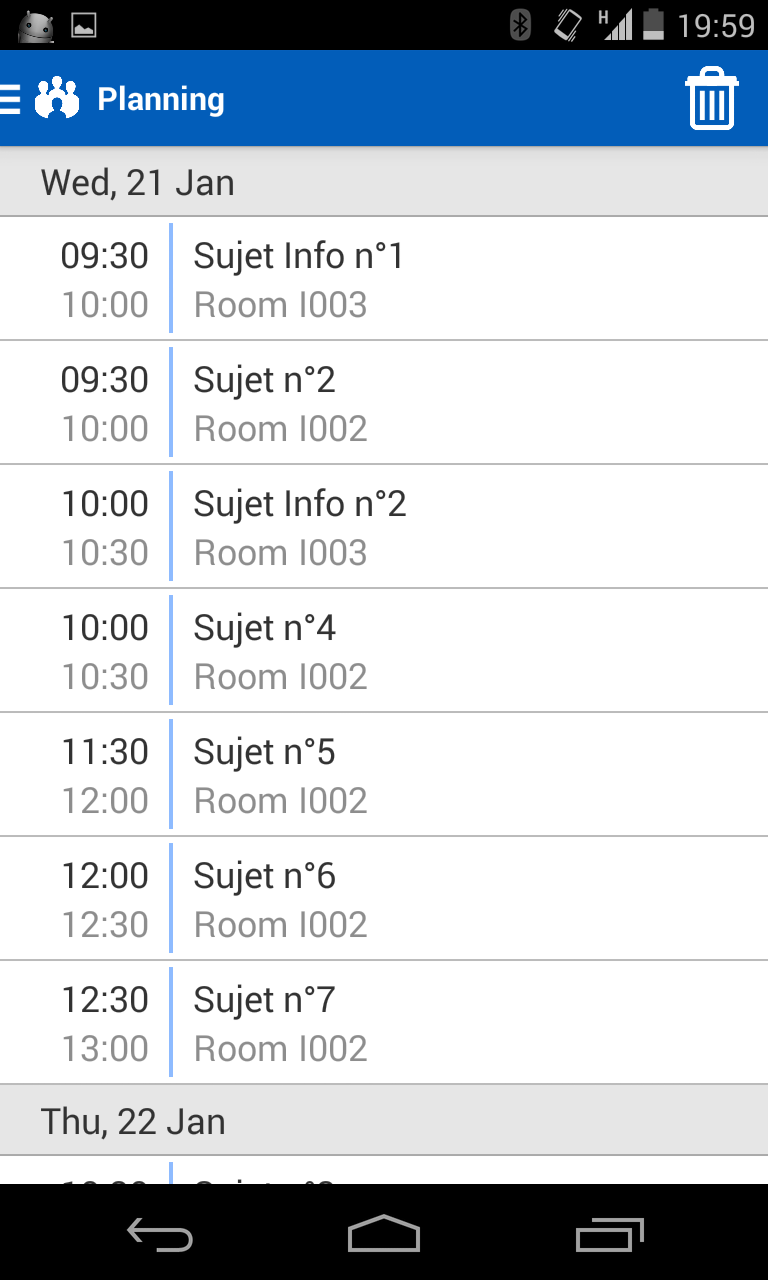 H 19:59
Planning
Wed, 21 Jan
09:30 Sujet Info n°1
10:00 Room I003
09:30 Sujet n°2
10:00 Room I002
10:00 Sujet Info n°2
10:30 Room I003
10:00 Sujet n°4
10:30 Room I002
11:30 Sujet n°5
12:00 Room I002
12:00 Sujet n°6
12:30 Room I002
12:30 Sujet n°7
13:00 Room I002
Thu, 22 Jan